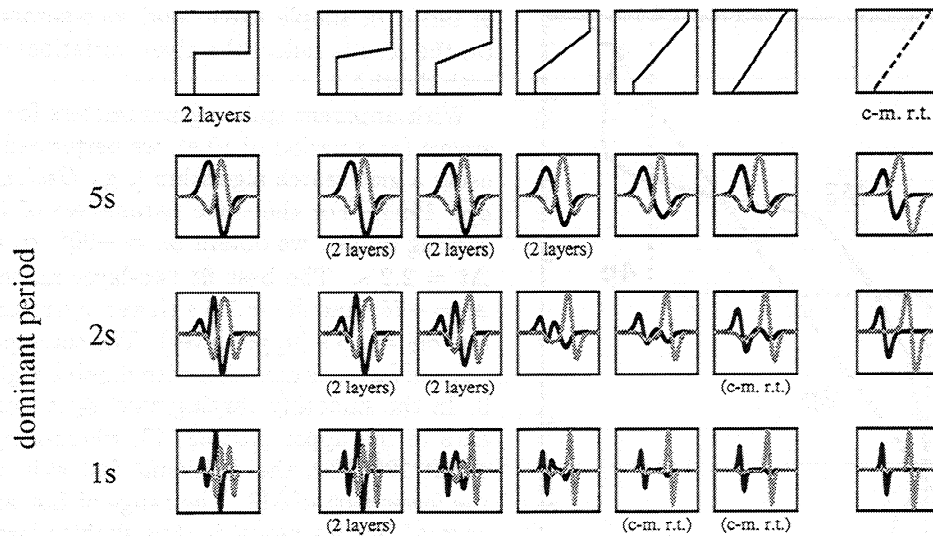 2 layers
c-m. r.t.
5s
(2 layers)
(2 layers)
(2 layers)
dominant period
2s
(2 layers)
(2 layers)
(c-m. r.t.)
1s
(2 layers)
(c-m. r.t.)
(c-m. r.t.)